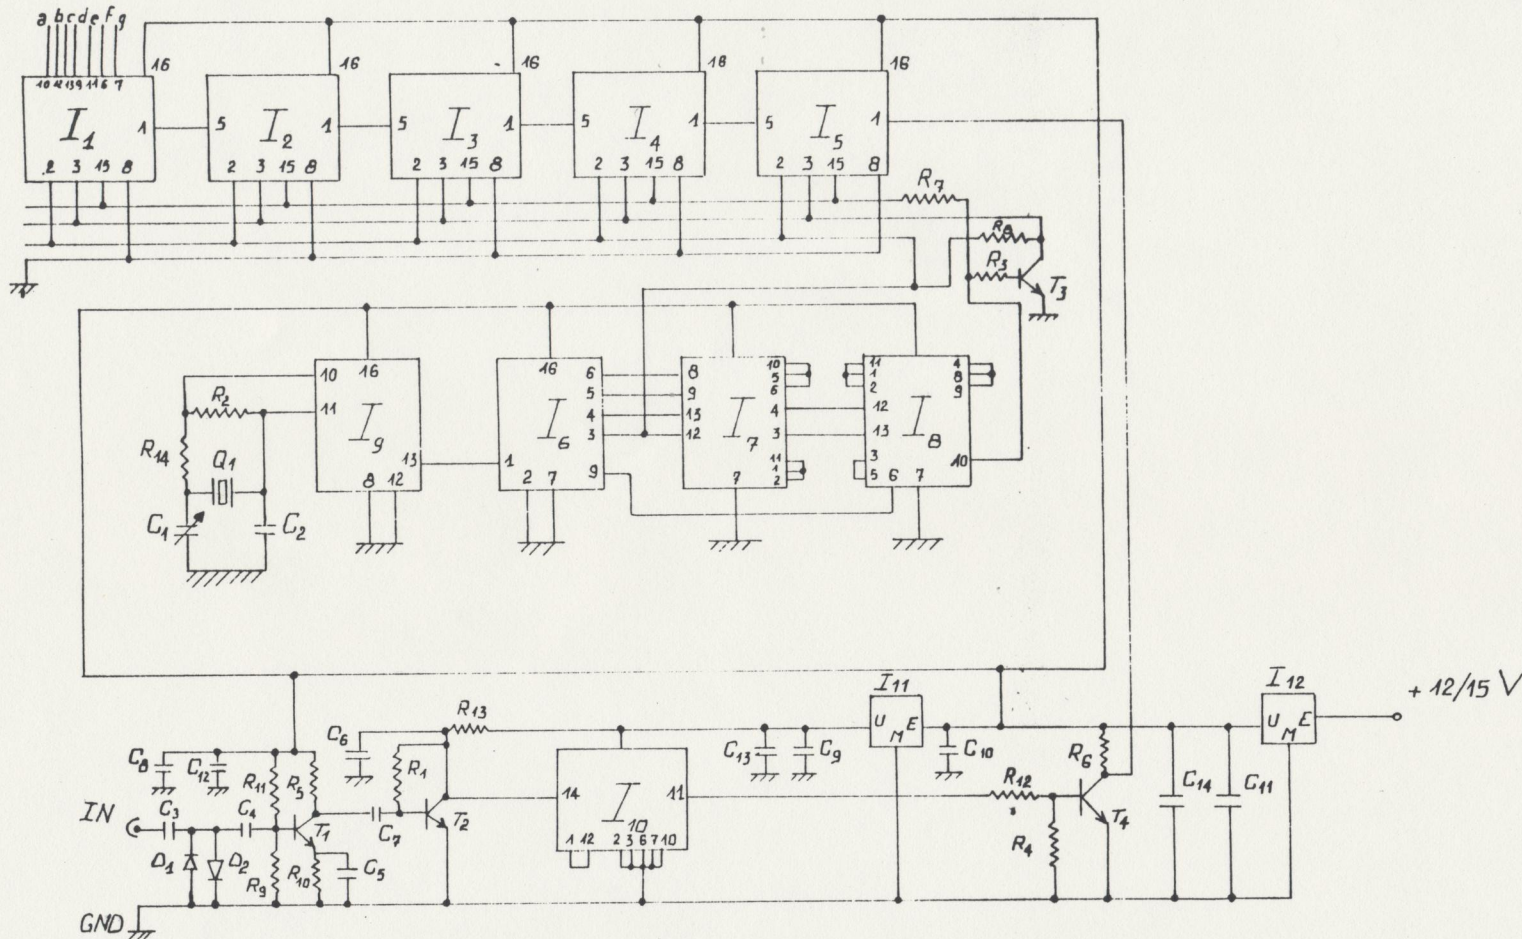 a b c d e f g
16 16 16 18 16
10 12 13 9 11 6 7
I1 1 5 I2 1 5 I3 1 5 I4 1 5 I5 1
2 3 15 8 2 3 15 8 2 3 15 8 2 3 15 8 2 3 15 8
R7
R8
R3
T3
10 16 16 6 8 10 11 4
5 9 5 1 8
6 2 9
R2 11 I9 I6 4 15 I7 4 12 I8
3 12 3 13
R14 Q1 13 1 9 11 3 10
8 12 2 7 7 1 2 5 6 7
C1 C2
I11 I12 + 12/15 V
R13
U E U E
M M
C6 C13 C9 C10 R6
C8 C12 R11 R5 R1 R12 C14 C11
14 I10 11
IN C3 C4 T1 C7 T2 T4
1 12 2 3 6 7 10
D1 D2 R9 R10 C5 R4
GND